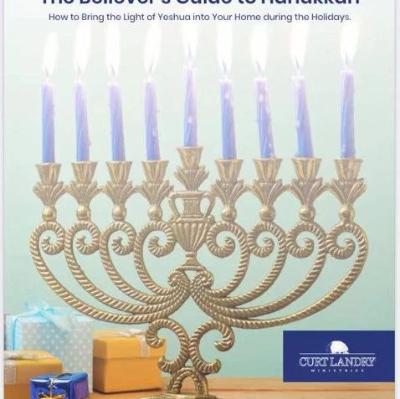 The Believer's Guide to Hanukkah
How to Bring the Light of Yeshua into Your Home during the Holidays.
CURT LANDRY
MINISTRIES